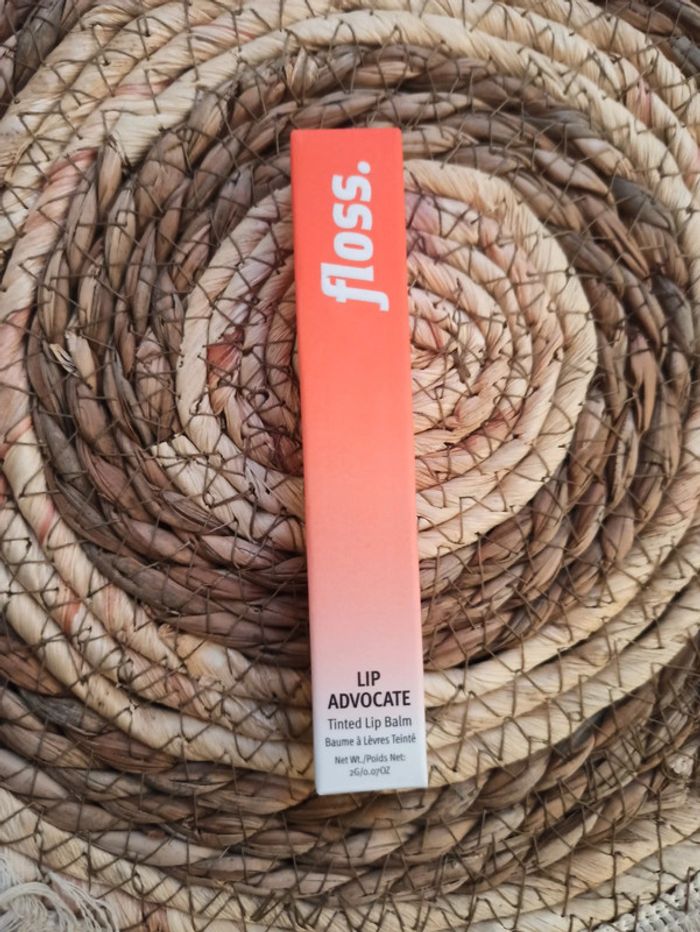 floss.
LIP
ADVOCATE
Tinted Lip Balm
Baume à Lèvres Teinté
Net Wt./Poids Net:
2G/0.07OZ